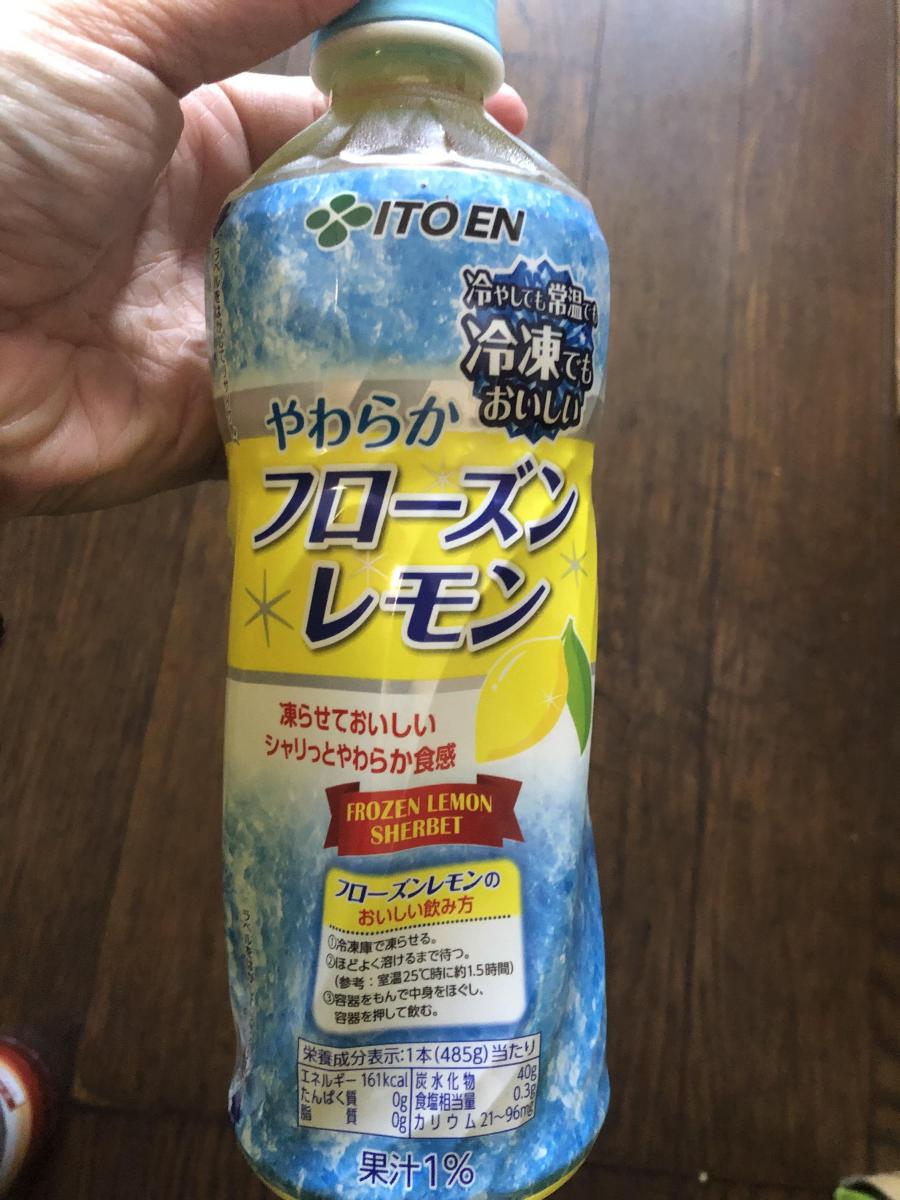 ITO EN
冷やしても常温でも
冷凍でも
おいしい
やわらか
フローズン
レモン
凍らせておいしい
シャリっとやわらか食感
FROZEN LEMON
SHERBET
フローズンレモンの
おいしい飲み方
①冷凍庫で凍らせる。
②ほどよく溶けるまで待つ。
(参考：室温25℃時に約1.5時間)
③容器をもんで中身をほぐし、
容器を押して飲む。
栄養成分表示：1本(485g)当たり
エネルギー 161kcal 炭水化物 40g
たんぱく質 0g 食塩相当量 0.3g
脂質 0g カリウム 21～96mg
果汁1%